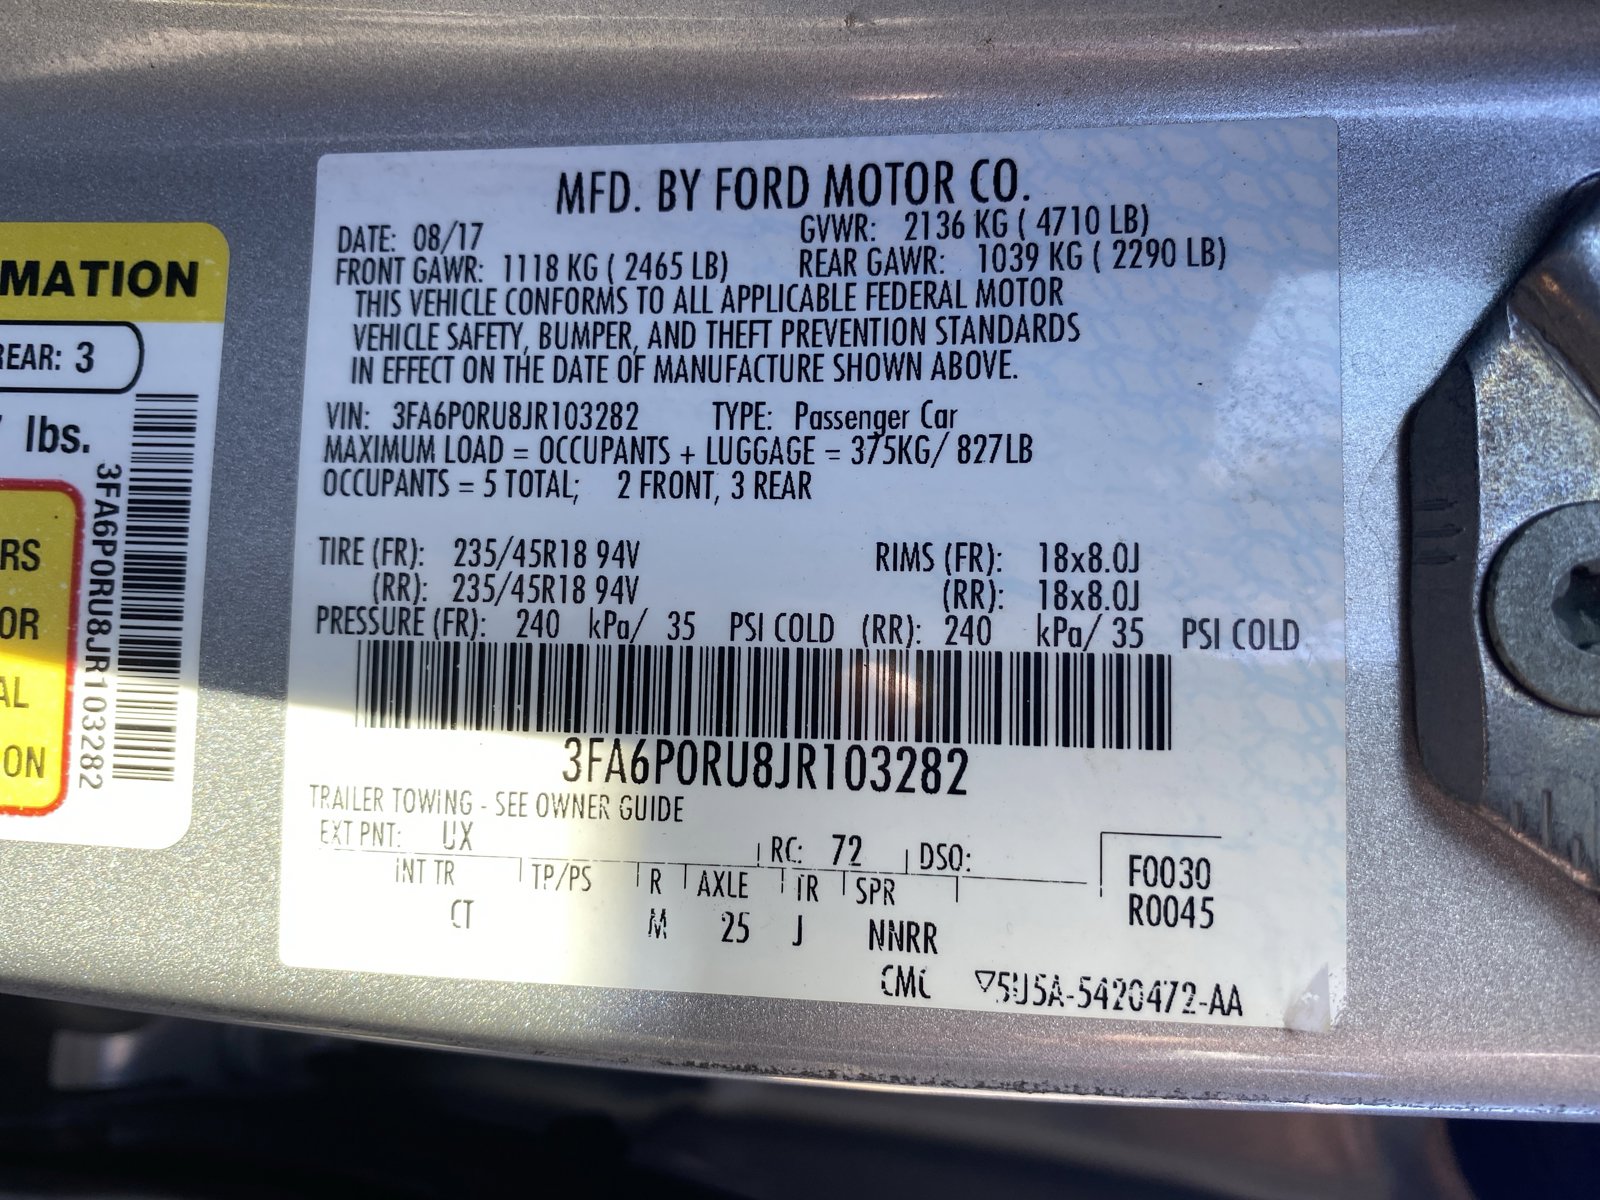 MATION
REAR: 3
lbs.
3FA6P0RU8JR103282
RS
OR
AL
ON
MFD. BY FORD MOTOR CO.
DATE: 08/17 GVWR: 2136 KG ( 4710 LB)
FRONT GAWR: 1118 KG ( 2465 LB) REAR GAWR: 1039 KG ( 2290 LB)
THIS VEHICLE CONFORMS TO ALL APPLICABLE FEDERAL MOTOR
VEHICLE SAFETY, BUMPER, AND THEFT PREVENTION STANDARDS
IN EFFECT ON THE DATE OF MANUFACTURE SHOWN ABOVE.
VIN: 3FA6P0RU8JR103282 TYPE: Passenger Car
MAXIMUM LOAD = OCCUPANTS + LUGGAGE = 375KG/ 827LB
OCCUPANTS = 5 TOTAL; 2 FRONT, 3 REAR
TIRE (FR): 235/45R18 94V RIMS (FR): 18x8.0J
(RR): 235/45R18 94V (RR): 18x8.0J
PRESSURE (FR): 240 kPa/ 35 PSI COLD (RR): 240 kPa/ 35 PSI COLD
3FA6P0RU8JR103282
TRAILER TOWING - SEE OWNER GUIDE
EXT PNT: UX RC: 72 DSO:
INT TR TP/PS R AXLE TR SPR F0030
CT M 25 J NNRR R0045
CMC ▽5U5A-5420472-AA